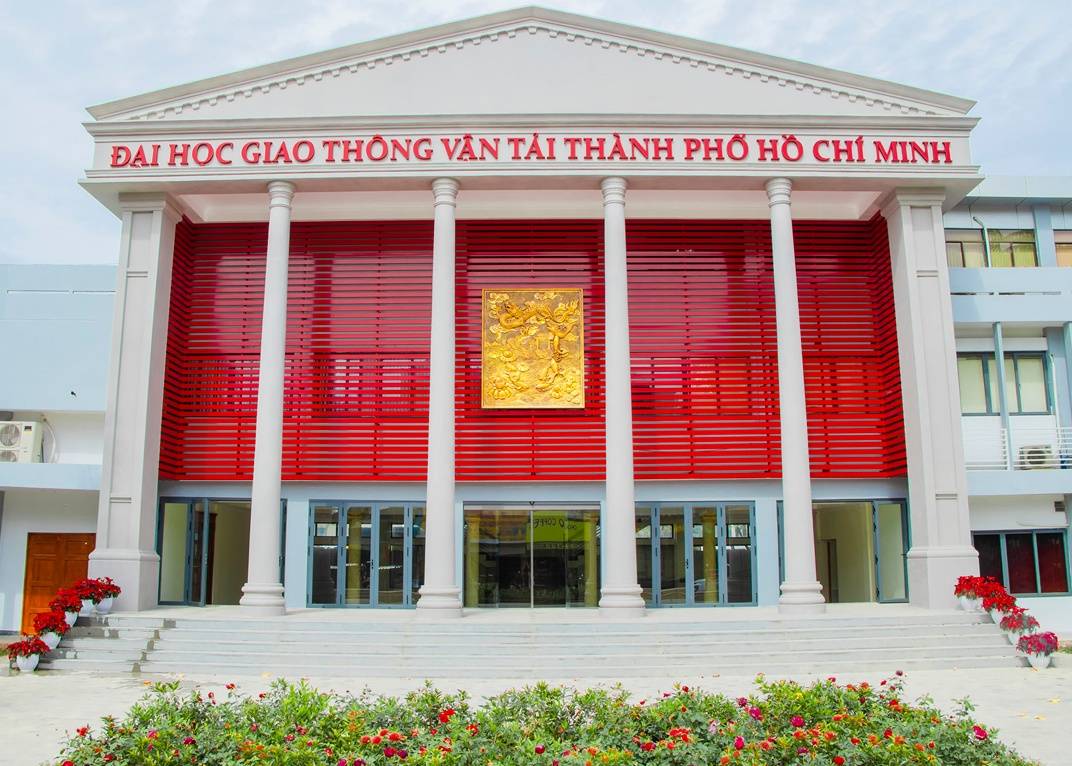 ĐẠI HỌC GIAO THÔNG VẬN TẢI THÀNH PHỐ HỒ CHÍ MINH